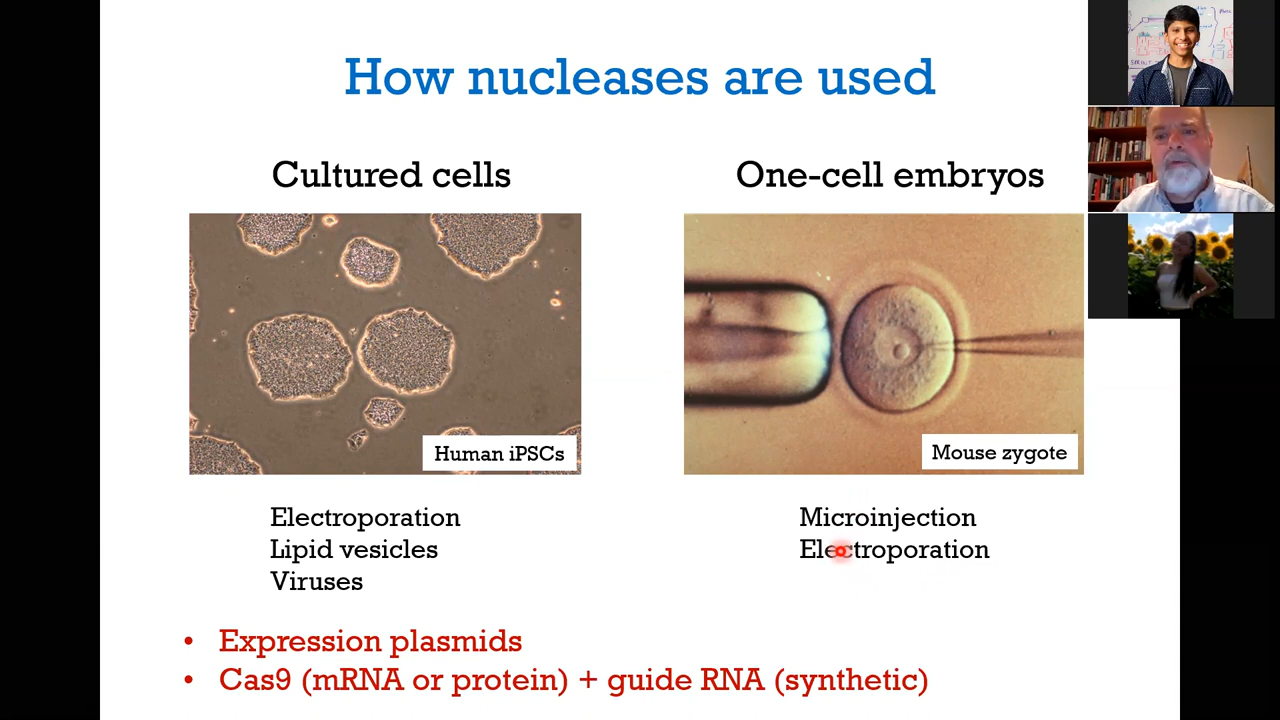 How nucleases are used
Cultured cells
Human iPSCs
Electroporation
Lipid vesicles
Viruses
One-cell embryos
Mouse zygote
Microinjection
Electroporation
• Expression plasmids
• Cas9 (mRNA or protein) + guide RNA (synthetic)